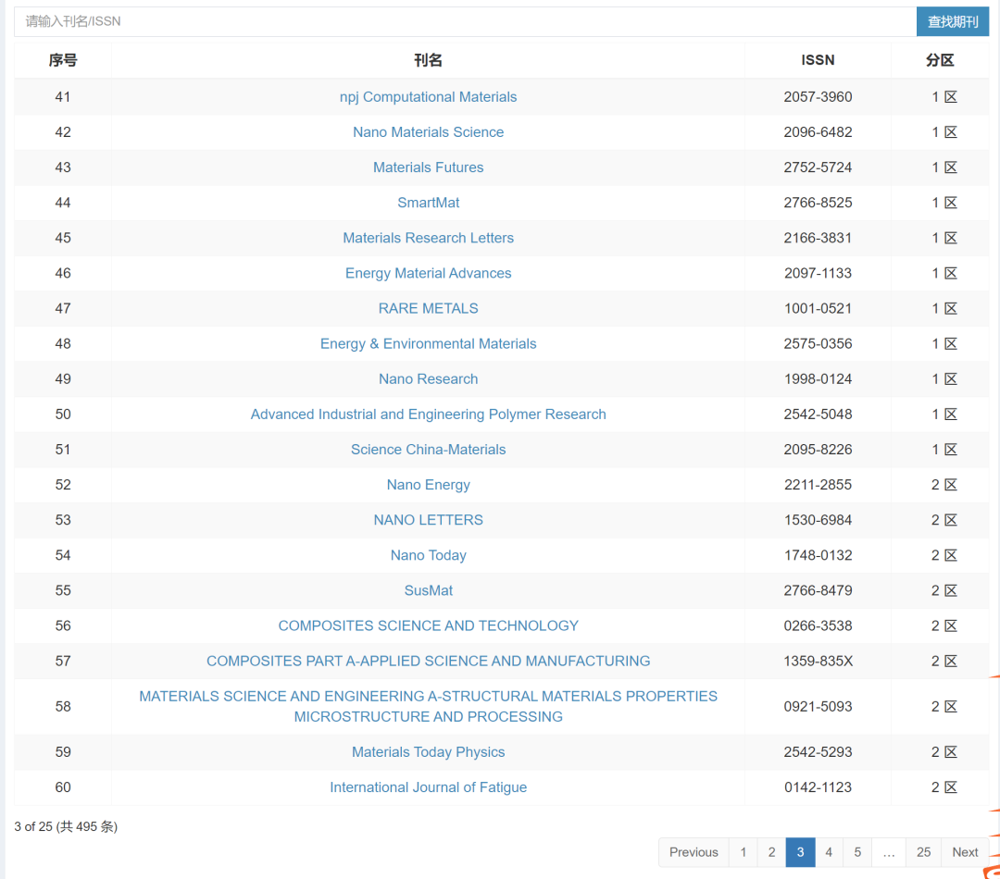 请输入刊名/ISSN 查找期刊
序号 刊名 ISSN 分区
41 npj Computational Materials 2057-3960 1 区
42 Nano Materials Science 2096-6482 1 区
43 Materials Futures 2752-5724 1 区
44 SmartMat 2766-8525 1 区
45 Materials Research Letters 2166-3831 1 区
46 Energy Material Advances 2097-1133 1 区
47 RARE METALS 1001-0521 1 区
48 Energy & Environmental Materials 2575-0356 1 区
49 Nano Research 1998-0124 1 区
50 Advanced Industrial and Engineering Polymer Research 2542-5048 1 区
51 Science China-Materials 2095-8226 1 区
52 Nano Energy 2211-2855 2 区
53 NANO LETTERS 1530-6984 2 区
54 Nano Today 1748-0132 2 区
55 SusMat 2766-8479 2 区
56 COMPOSITES SCIENCE AND TECHNOLOGY 0266-3538 2 区
57 COMPOSITES PART A-APPLIED SCIENCE AND MANUFACTURING 1359-835X 2 区
58 MATERIALS SCIENCE AND ENGINEERING A-STRUCTURAL MATERIALS PROPERTIES
MICROSTRUCTURE AND PROCESSING 0921-5093 2 区
59 Materials Today Physics 2542-5293 2 区
60 International Journal of Fatigue 0142-1123 2 区
3 of 25 (共 495 条)
Previous 1 2 3 4 5 … 25 Next